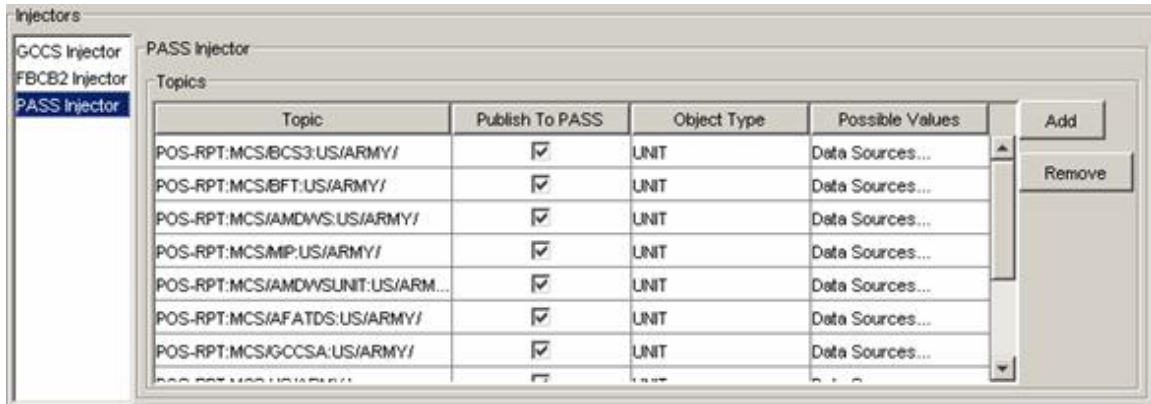 Injectors
GCCS Injector
FBCB2 Injector
PASS Injector
PASS Injector
Topics
Topic Publish To PASS Object Type Possible Values
POS-RPT:MCS/BCS3:US/ARMY/ UNIT Data Sources...
POS-RPT:MCS/BFT:US/ARMY/ UNIT Data Sources...
POS-RPT:MCS/AMDWS:US/ARMY/ UNIT Data Sources...
POS-RPT:MCS/MIP:US/ARMY/ UNIT Data Sources...
POS-RPT:MCS/AMDWSUNIT:US/ARM... UNIT Data Sources...
POS-RPT:MCS/AFATDS:US/ARMY/ UNIT Data Sources...
POS-RPT:MCS/GCCSA:US/ARMY/ UNIT Data Sources...
Add
Remove